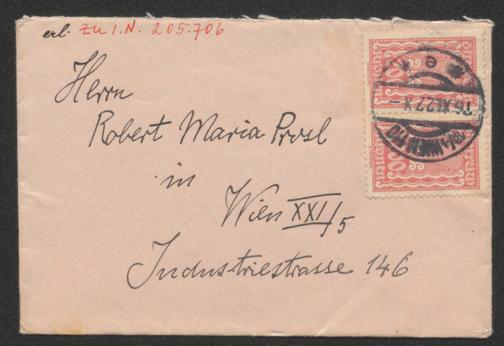 erl. zu I.N. 205.706
Herrn
Robert Maria Prosl
in
Wien XXI/5
Industriestrasse 146